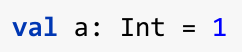 val a: Int = 1